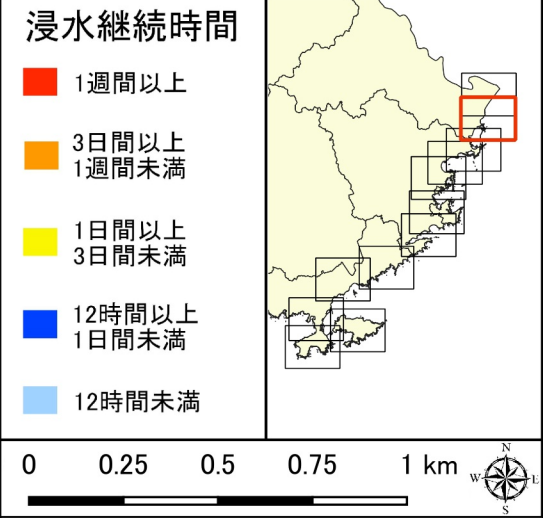 浸水継続時間
1週間以上
3日間以上
1週間未満
1日間以上
3日間未満
12時間以上
1日間未満
12時間未満
0 0.25 0.5 0.75 1 km
N
W E
S